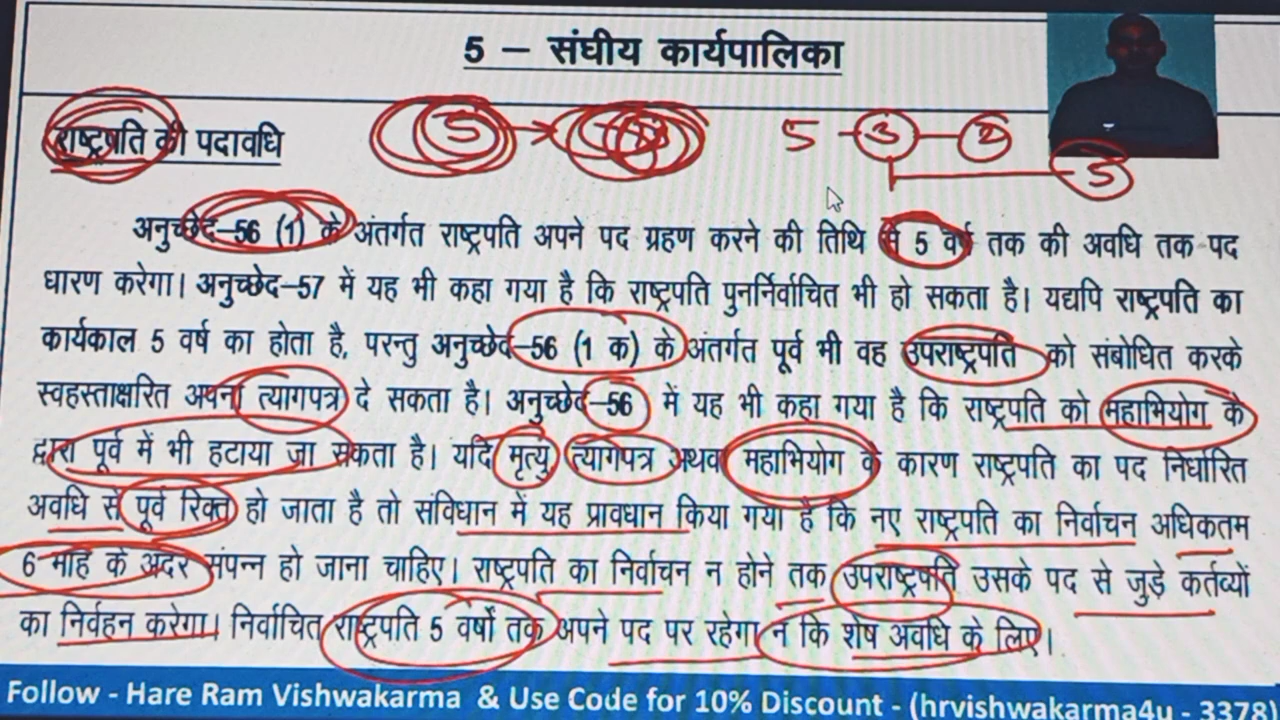 5 – संघीय कार्यपालिका
राष्ट्रपति की पदावधि
5 → 5 – 3 – 2
5
अनुच्छेद–56 (1) के अंतर्गत राष्ट्रपति अपने पद ग्रहण करने की तिथि से 5 वर्ष तक की अवधि तक पद
धारण करेगा। अनुच्छेद–57 में यह भी कहा गया है कि राष्ट्रपति पुनर्निर्वाचित भी हो सकता है। यद्यपि राष्ट्रपति का
कार्यकाल 5 वर्ष का होता है, परन्तु अनुच्छेद–56 (1 क) के अंतर्गत पूर्व भी वह उपराष्ट्रपति को संबोधित करके
स्वहस्ताक्षरित अपना त्यागपत्र दे सकता है। अनुच्छेद–56 में यह भी कहा गया है कि राष्ट्रपति को महाभियोग के
द्वारा पूर्व में भी हटाया जा सकता है। यदि मृत्यु त्यागपत्र अथवा महाभियोग के कारण राष्ट्रपति का पद निर्धारित
अवधि से पूर्व रिक्त हो जाता है तो संविधान में यह प्रावधान किया गया है कि नए राष्ट्रपति का निर्वाचन अधिकतम
6 माह के अंदर संपन्न हो जाना चाहिए। राष्ट्रपति का निर्वाचन न होने तक उपराष्ट्रपति उसके पद से जुड़े कर्तव्यों
का निर्वहन करेगा। निर्वाचित राष्ट्रपति 5 वर्षों तक अपने पद पर रहेगा न कि शेष अवधि के लिए।
Follow - Hare Ram Vishwakarma & Use Code for 10% Discount - (hrvishwakarma4u - 3378)